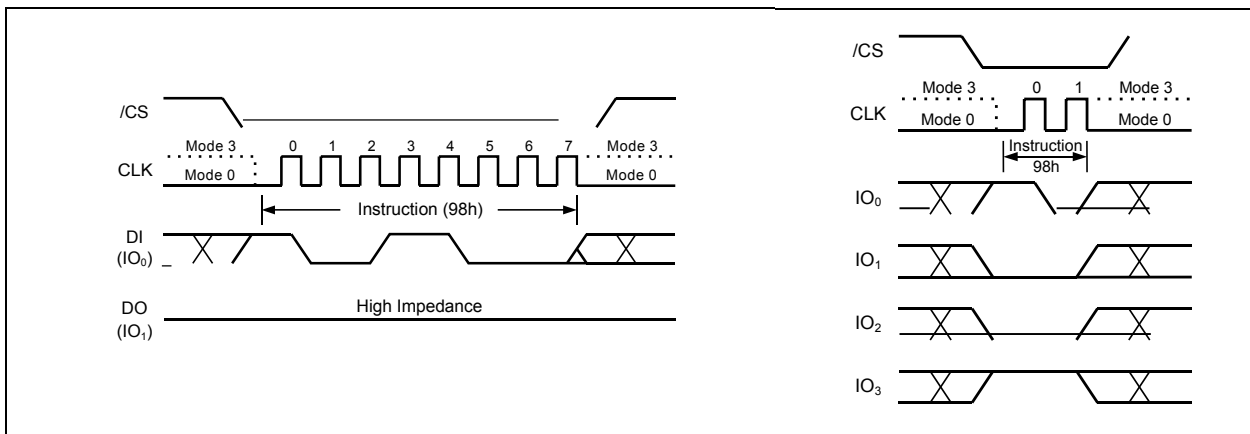 /CS
Mode 3 0 1 2 3 4 5 6 7 Mode 3
CLK Mode 0 Mode 0
Instruction (98h)
DI
(IO₀)
High Impedance
DO
(IO₁)
/CS
Mode 3 0 1 Mode 3
CLK Mode 0 Mode 0
Instruction
98h
IO₀
IO₁
IO₂
IO₃